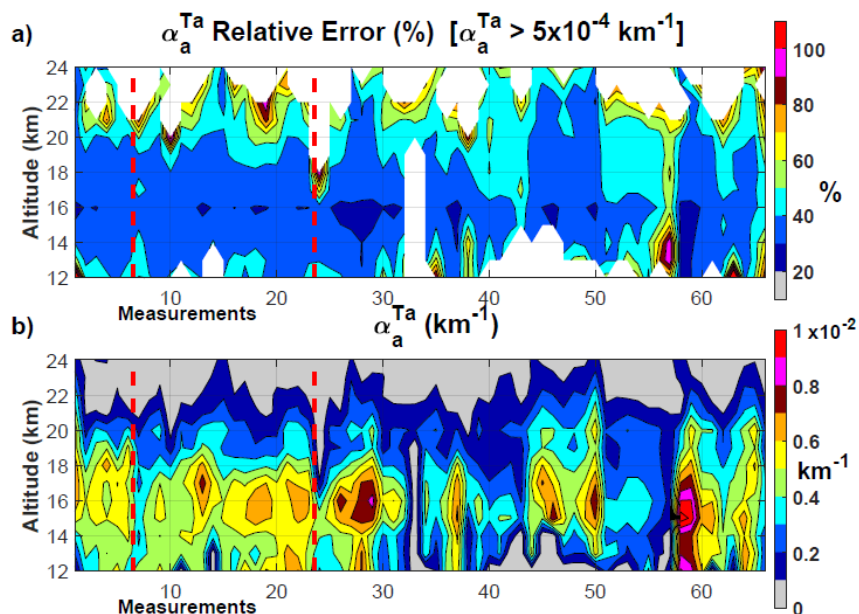 a) α_a^Ta Relative Error (%) [α_a^Ta > 5x10^-4 km^-1]
24
22
20
18
16
14
12
Altitude (km)
10 20 30 40 50 60
Measurements
100
80
60
%
40
20
b) α_a^Ta (km^-1)
24
22
20
18
16
14
12
Altitude (km)
10 20 30 40 50 60
Measurements
1 x10^-2
0.8
0.6
km^-1
0.4
0.2
0